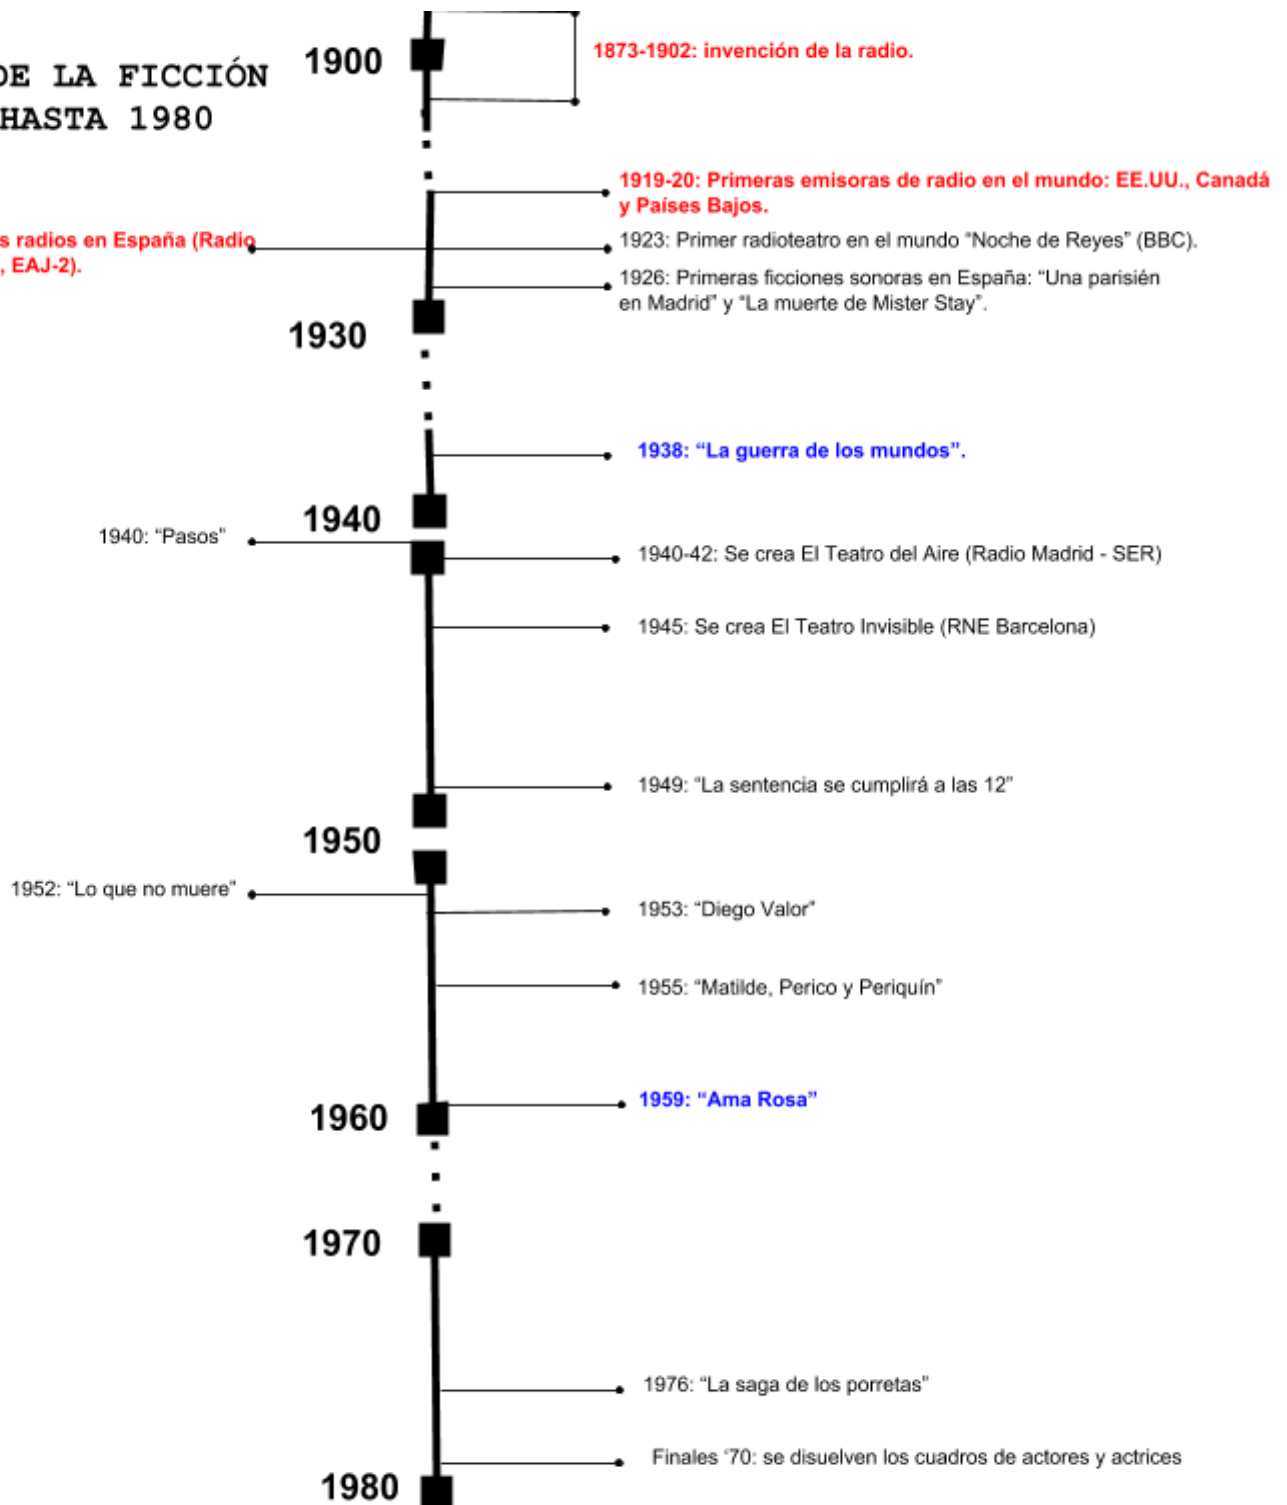 1900
1873-1902: invención de la radio.
DE LA FICCIÓN
HASTA 1980
1919-20: Primeras emisoras de radio en el mundo: EE.UU., Canadá
y Países Bajos.
s radios en España (Radio
, EAJ-2).
1923: Primer radioteatro en el mundo “Noche de Reyes” (BBC).
1926: Primeras ficciones sonoras en España: “Una parisién
en Madrid” y “La muerte de Mister Stay”.
1930
1938: “La guerra de los mundos”.
1940
1940: “Pasos”
1940-42: Se crea El Teatro del Aire (Radio Madrid - SER)
1945: Se crea El Teatro Invisible (RNE Barcelona)
1949: “La sentencia se cumplirá a las 12”
1950
1952: “Lo que no muere”
1953: “Diego Valor”
1955: “Matilde, Perico y Periquín”
1959: “Ama Rosa”
1960
1970
1976: “La saga de los porretas”
Finales ‘70: se disuelven los cuadros de actores y actrices
1980